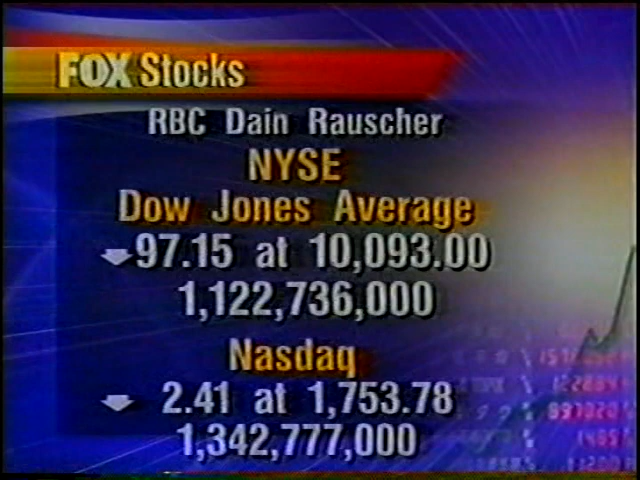 FOX Stocks
RBC Dain Rauscher
NYSE
Dow Jones Average
97.15 at 10,093.00
1,122,736,000
Nasdaq
2.41 at 1,753.78
1,342,777,000